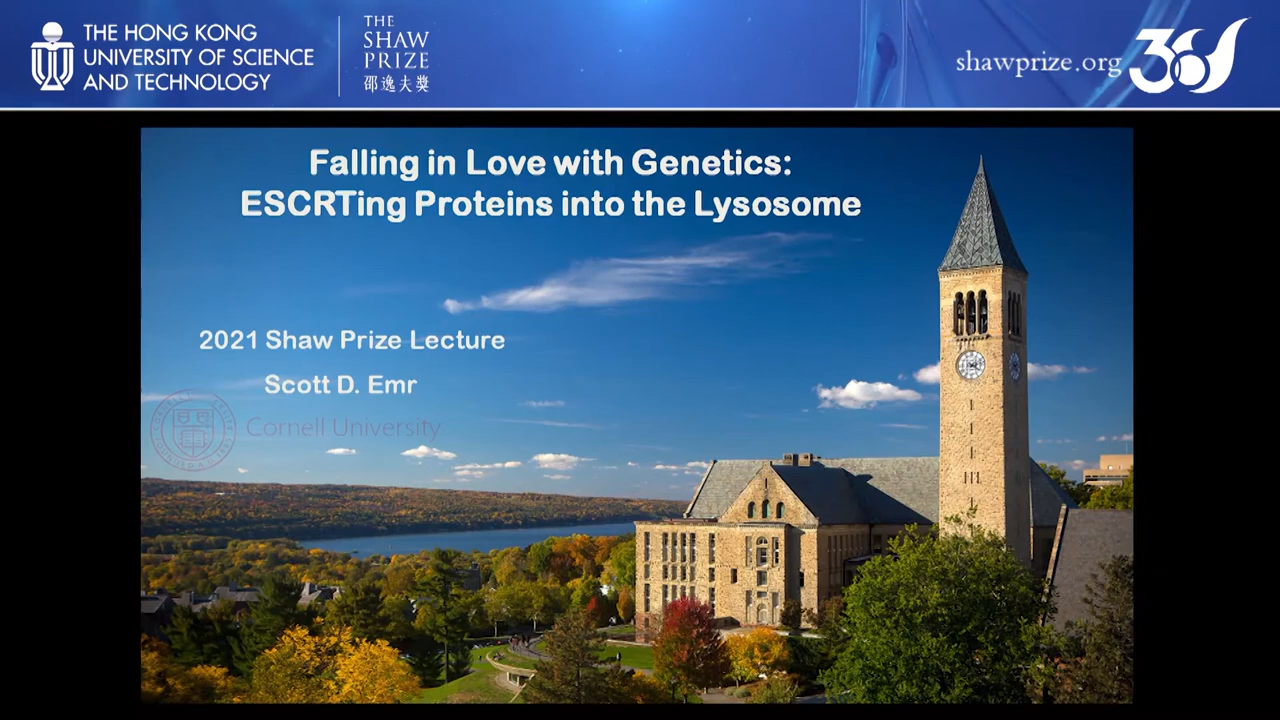 THE HONG KONG
UNIVERSITY OF SCIENCE
AND TECHNOLOGY
THE
SHAW
PRIZE
邵逸夫獎
shawprize.org
36
Falling in Love with Genetics:
ESCRTing Proteins into the Lysosome
2021 Shaw Prize Lecture
Scott D. Emr
Cornell University